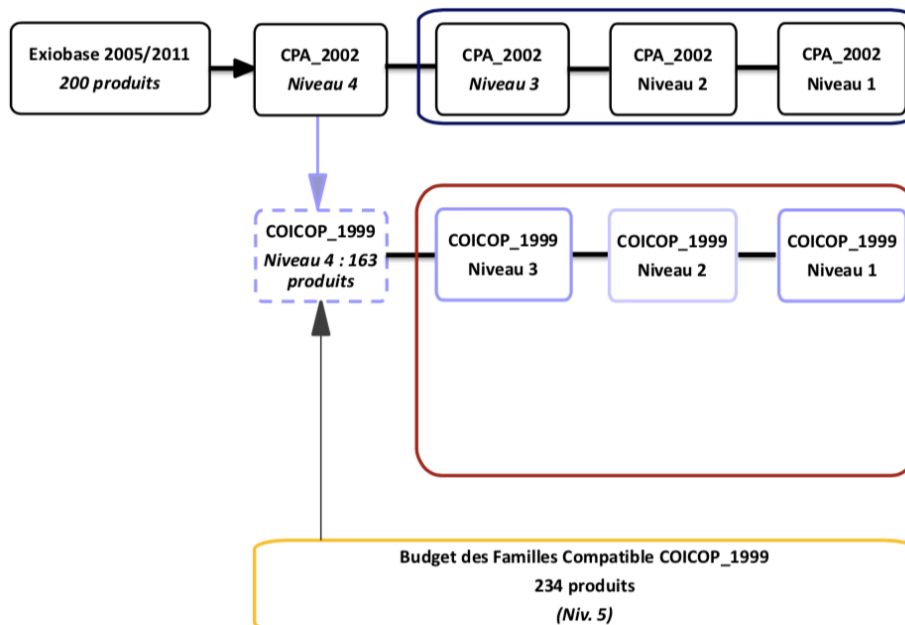 Exiobase 2005/2011
200 produits
CPA_2002
Niveau 4
CPA_2002
Niveau 3
CPA_2002
Niveau 2
CPA_2002
Niveau 1
COICOP_1999
Niveau 4 : 163
produits
COICOP_1999
Niveau 3
COICOP_1999
Niveau 2
COICOP_1999
Niveau 1
Budget des Familles Compatible COICOP_1999
234 produits
(Niv. 5)